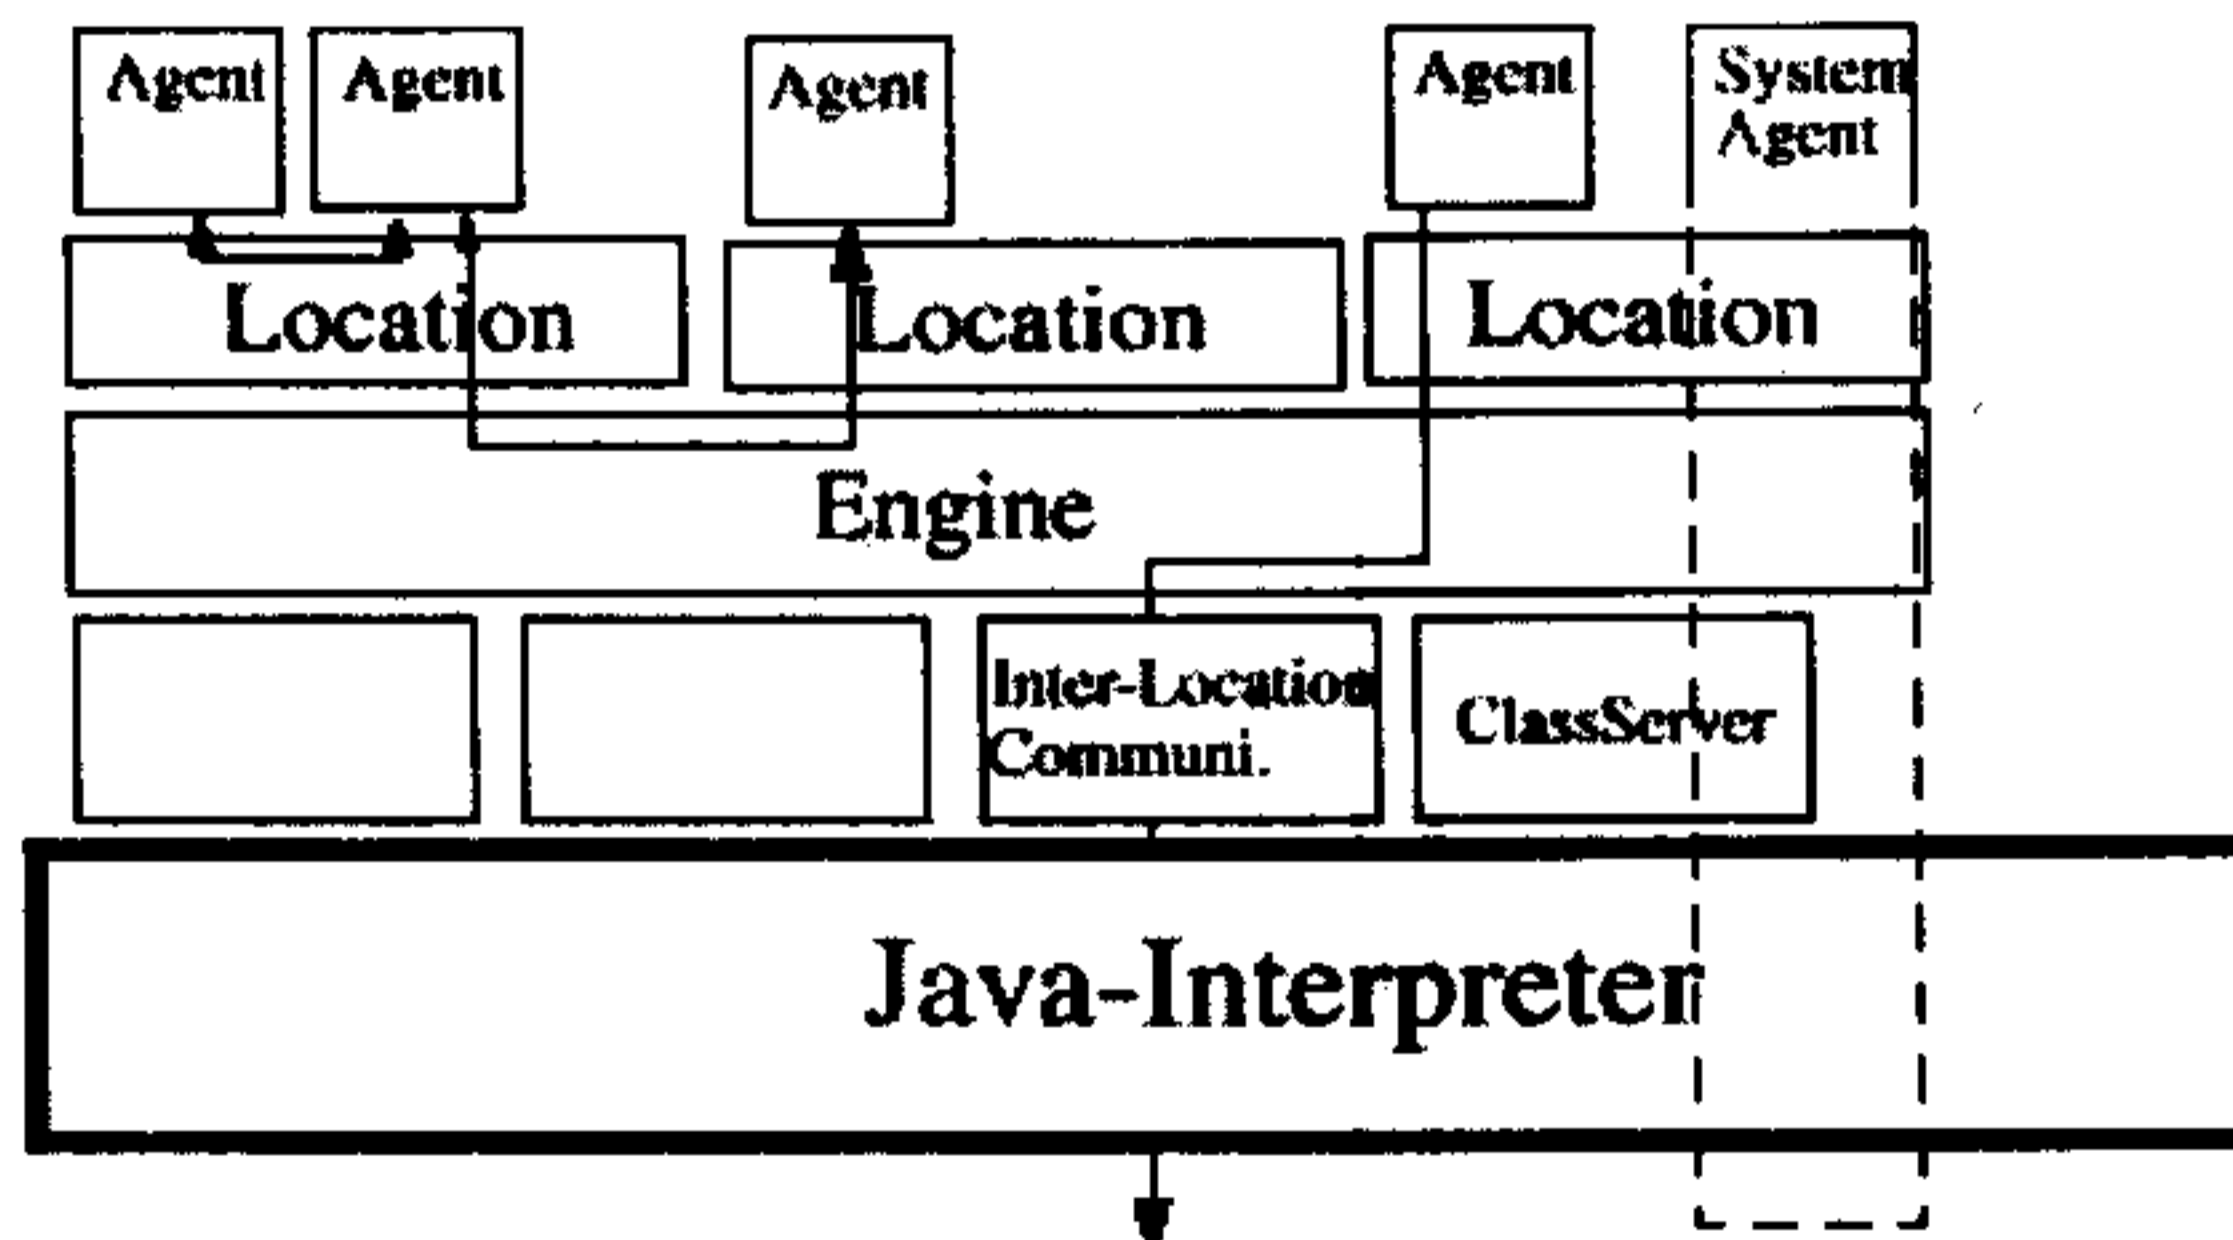 Agent
Agent
Agent
Agent
System
Agent
Location
Location
Location
Engine
Inter-Location
Communi.
ClassServer
Java-Interpreter